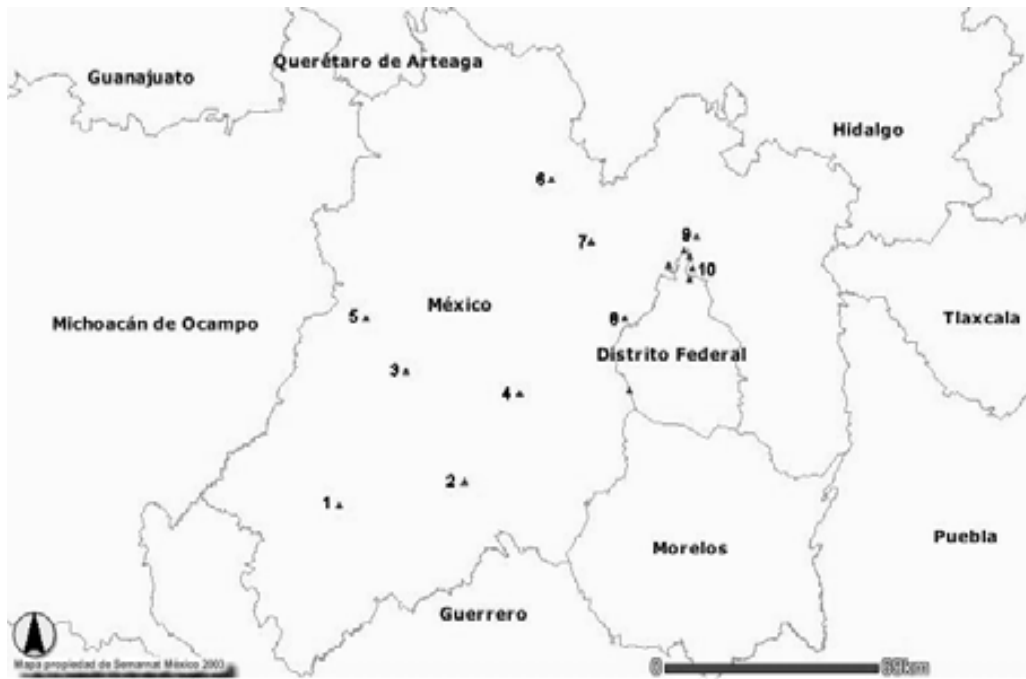 Querétaro de Arteaga
Guanajuato
Hidalgo
6
7
9
10
México
5
8
Michoacán de Ocampo
Tlaxcala
Distrito Federal
3
4
2
1
Puebla
Morelos
Guerrero
Mapa propiedad de Semarnat México 2003
0
69km